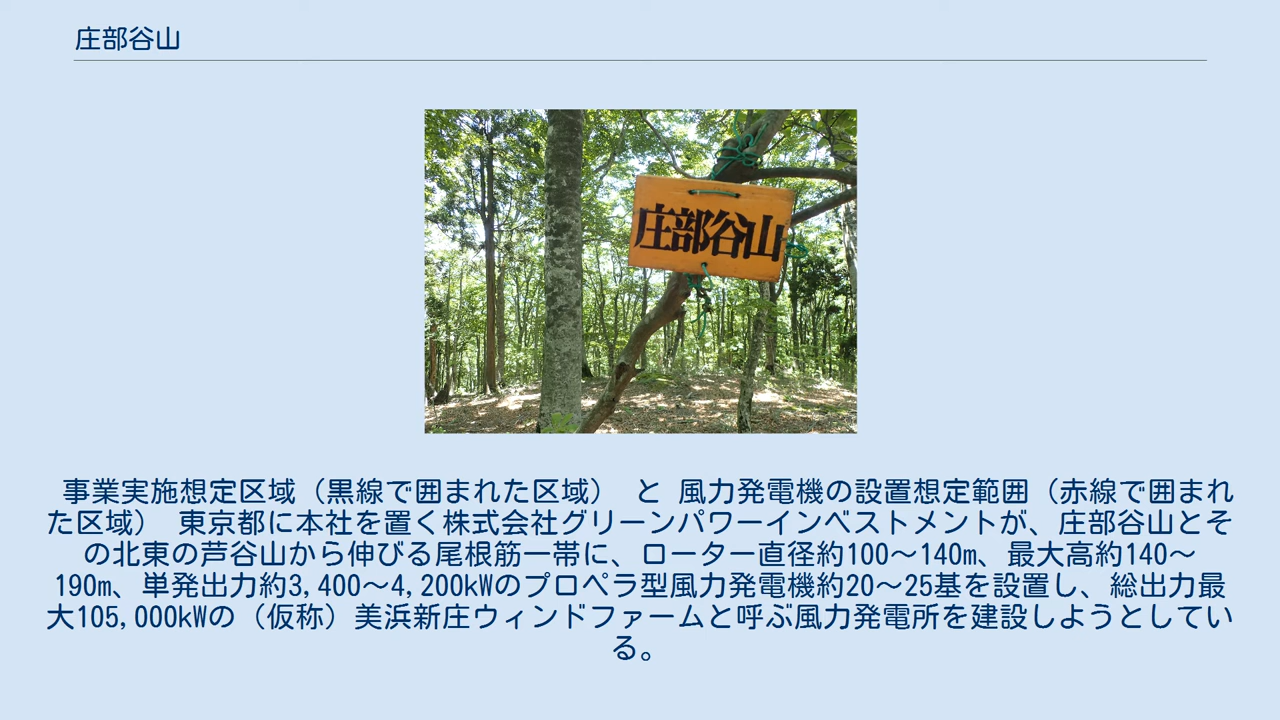 庄部谷山
庄部谷山
事業実施想定区域（黒線で囲まれた区域） と 風力発電機の設置想定範囲（赤線で囲まれ
た区域） 東京都に本社を置く株式会社グリーンパワーインベストメントが、庄部谷山とそ
の北東の芦谷山から伸びる尾根筋一帯に、ローター直径約100～140m、最大高約140～
190m、単発出力約3,400～4,200kWのプロペラ型風力発電機約20～25基を設置し、総出力最
大105,000kWの（仮称）美浜新庄ウィンドファームと呼ぶ風力発電所を建設しようとしてい
る。